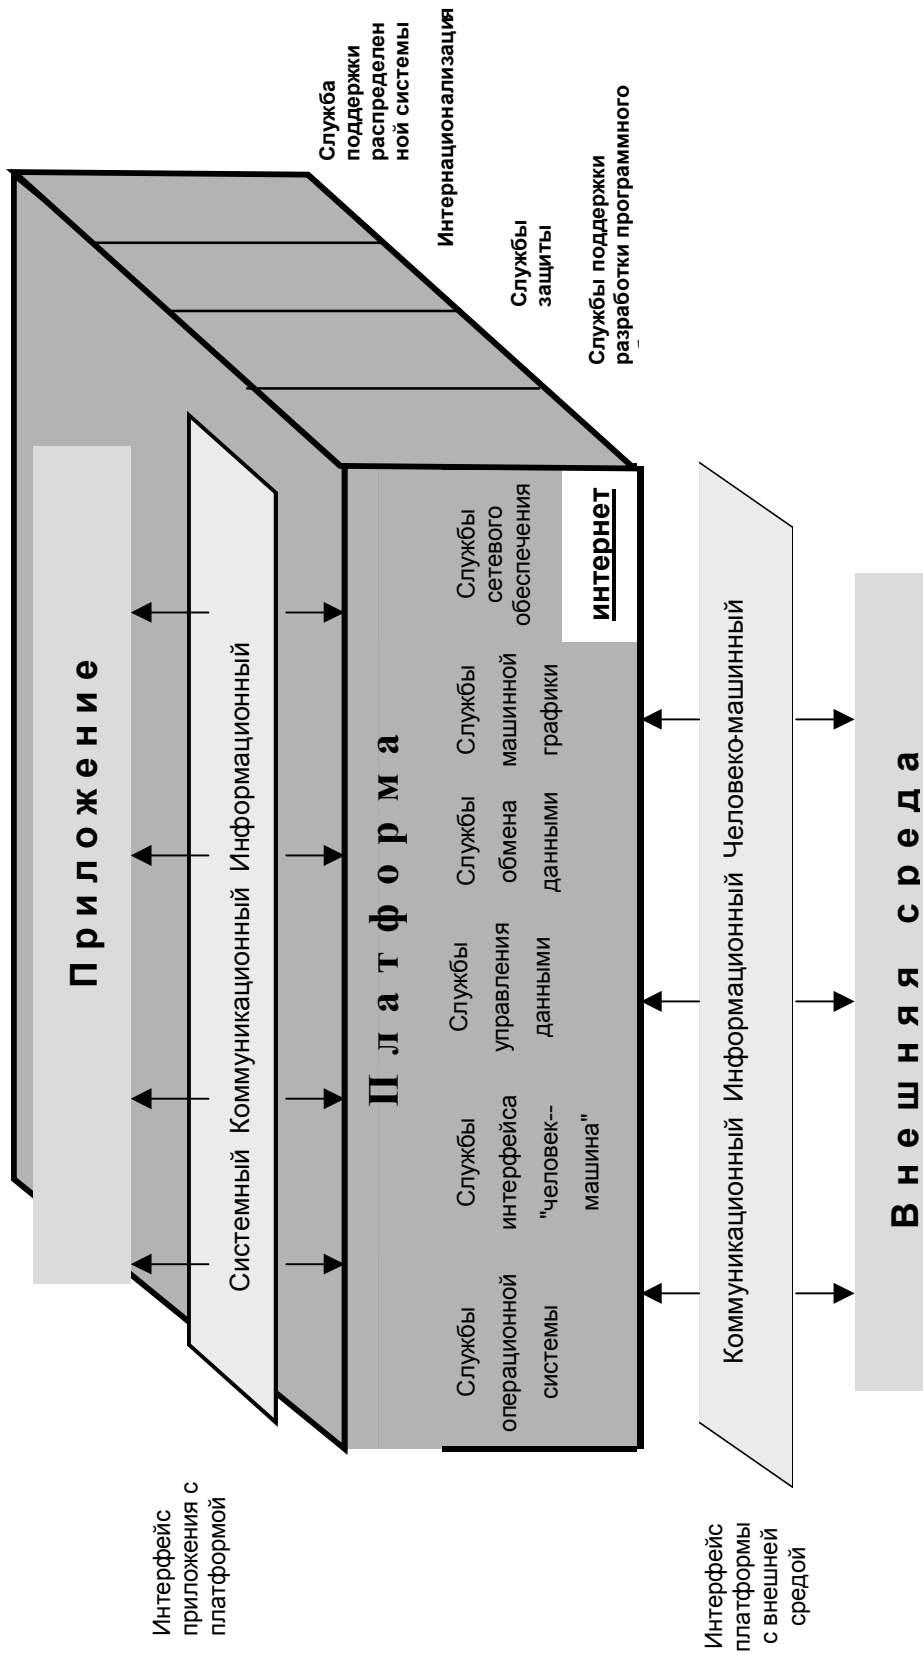 Приложение
Интерфейс
приложения с
платформой
Системный Коммуникационный Информационный
Платформа
Службы
операционной
системы
Службы
интерфейса
"человек--
машина"
Службы
управления
данными
Службы
обмена
данными
Службы
машинной
графики
Службы
сетевого
обеспечения
интернет
Служба
поддержки
распределен
ной системы
Интернационализация
Службы
защиты
Службы поддержки
разработки программного
Интерфейс
платформы
с внешней
средой
Коммуникационный Информационный Человеко-машинный
Внешняя среда